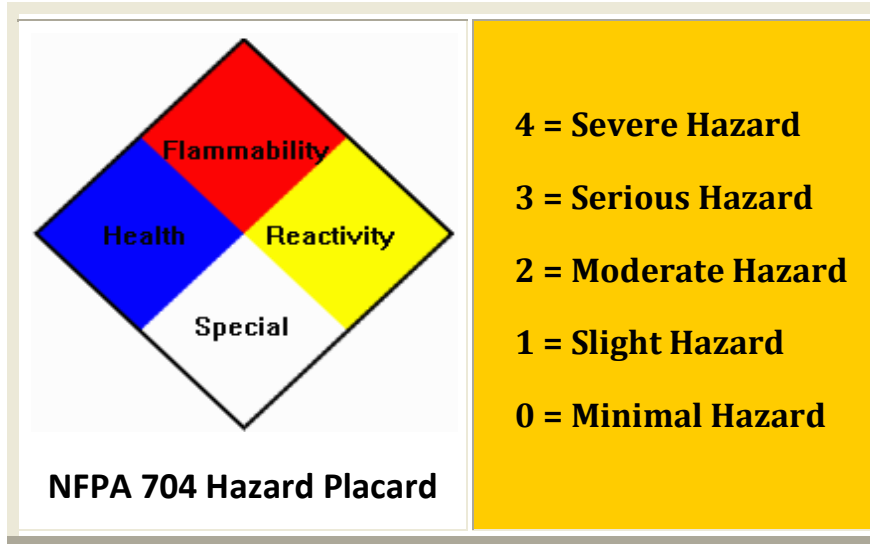 Flammability
Health
Reactivity
Special
NFPA 704 Hazard Placard
4 = Severe Hazard
3 = Serious Hazard
2 = Moderate Hazard
1 = Slight Hazard
0 = Minimal Hazard